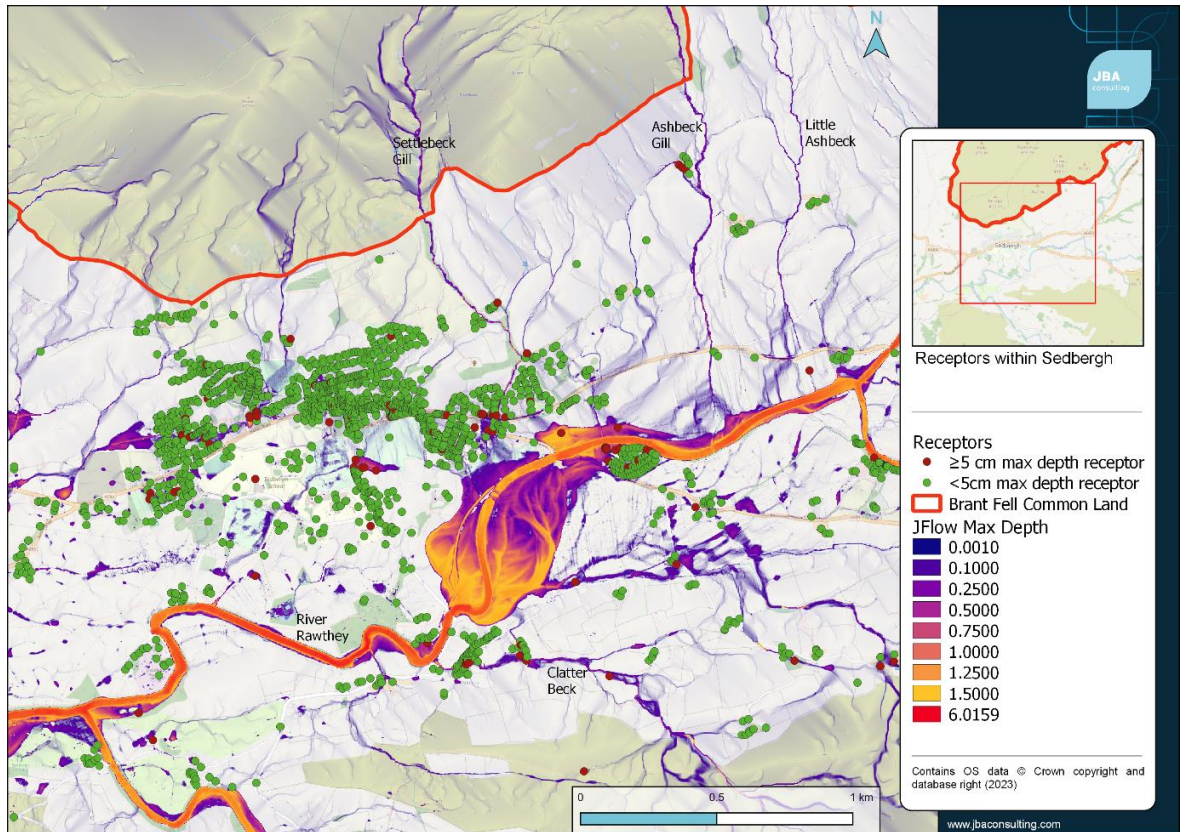 N
JBA
consulting
Settlebeck
Gill
Ashbeck
Gill
Little
Ashbeck
River
Rawthey
Clatter
Beck
0
0.5
1 km
Sedbergh
Receptors within Sedbergh
Receptors
≥5 cm max depth receptor
<5cm max depth receptor
Brant Fell Common Land
JFlow Max Depth
0.0010
0.1000
0.2500
0.5000
0.7500
1.0000
1.2500
1.5000
6.0159
Contains OS data © Crown copyright and
database right (2023)
www.jbaconsulting.com